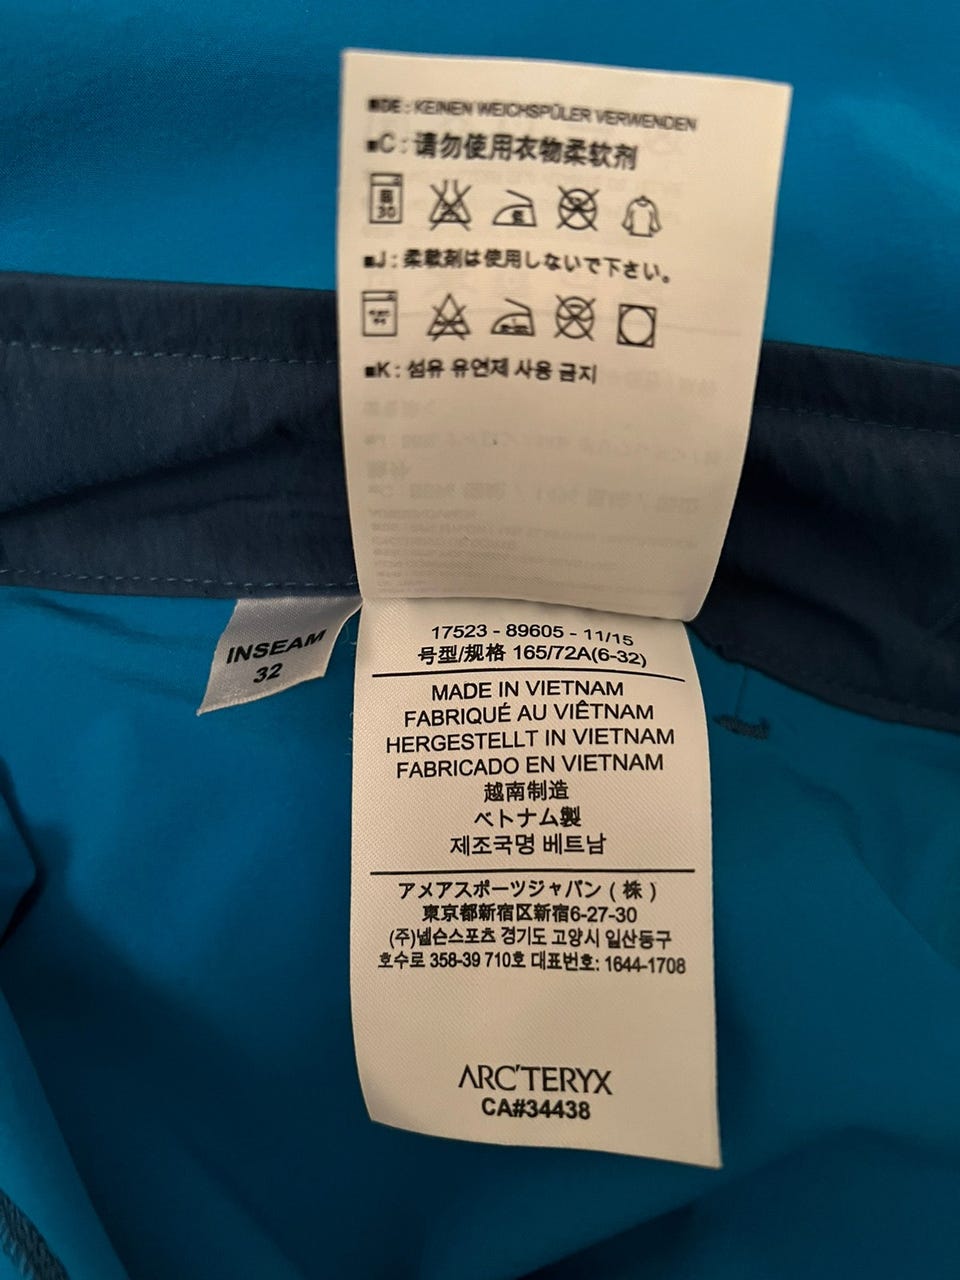 ■DE : KEINEN WEICHSPÜLER VERWENDEN
■C : 请勿使用衣物柔软剂
30
■J : 柔軟剤は使用しないで下さい。
■K : 섬유 유연제 사용 금지
17523 - 89605 - 11/15
号型/规格 165/72A(6-32)
INSEAM
32
MADE IN VIETNAM
FABRIQUÉ AU VIÊTNAM
HERGESTELLT IN VIETNAM
FABRICADO EN VIETNAM
越南制造
ベトナム製
제조국명 베트남
アメアスポーツジャパン ( 株 )
東京都新宿区新宿6-27-30
(주)넬슨스포츠 경기도 고양시 일산동구
호수로 358-39 710호 대표번호: 1644-1708
ARC'TERYX
CA#34438